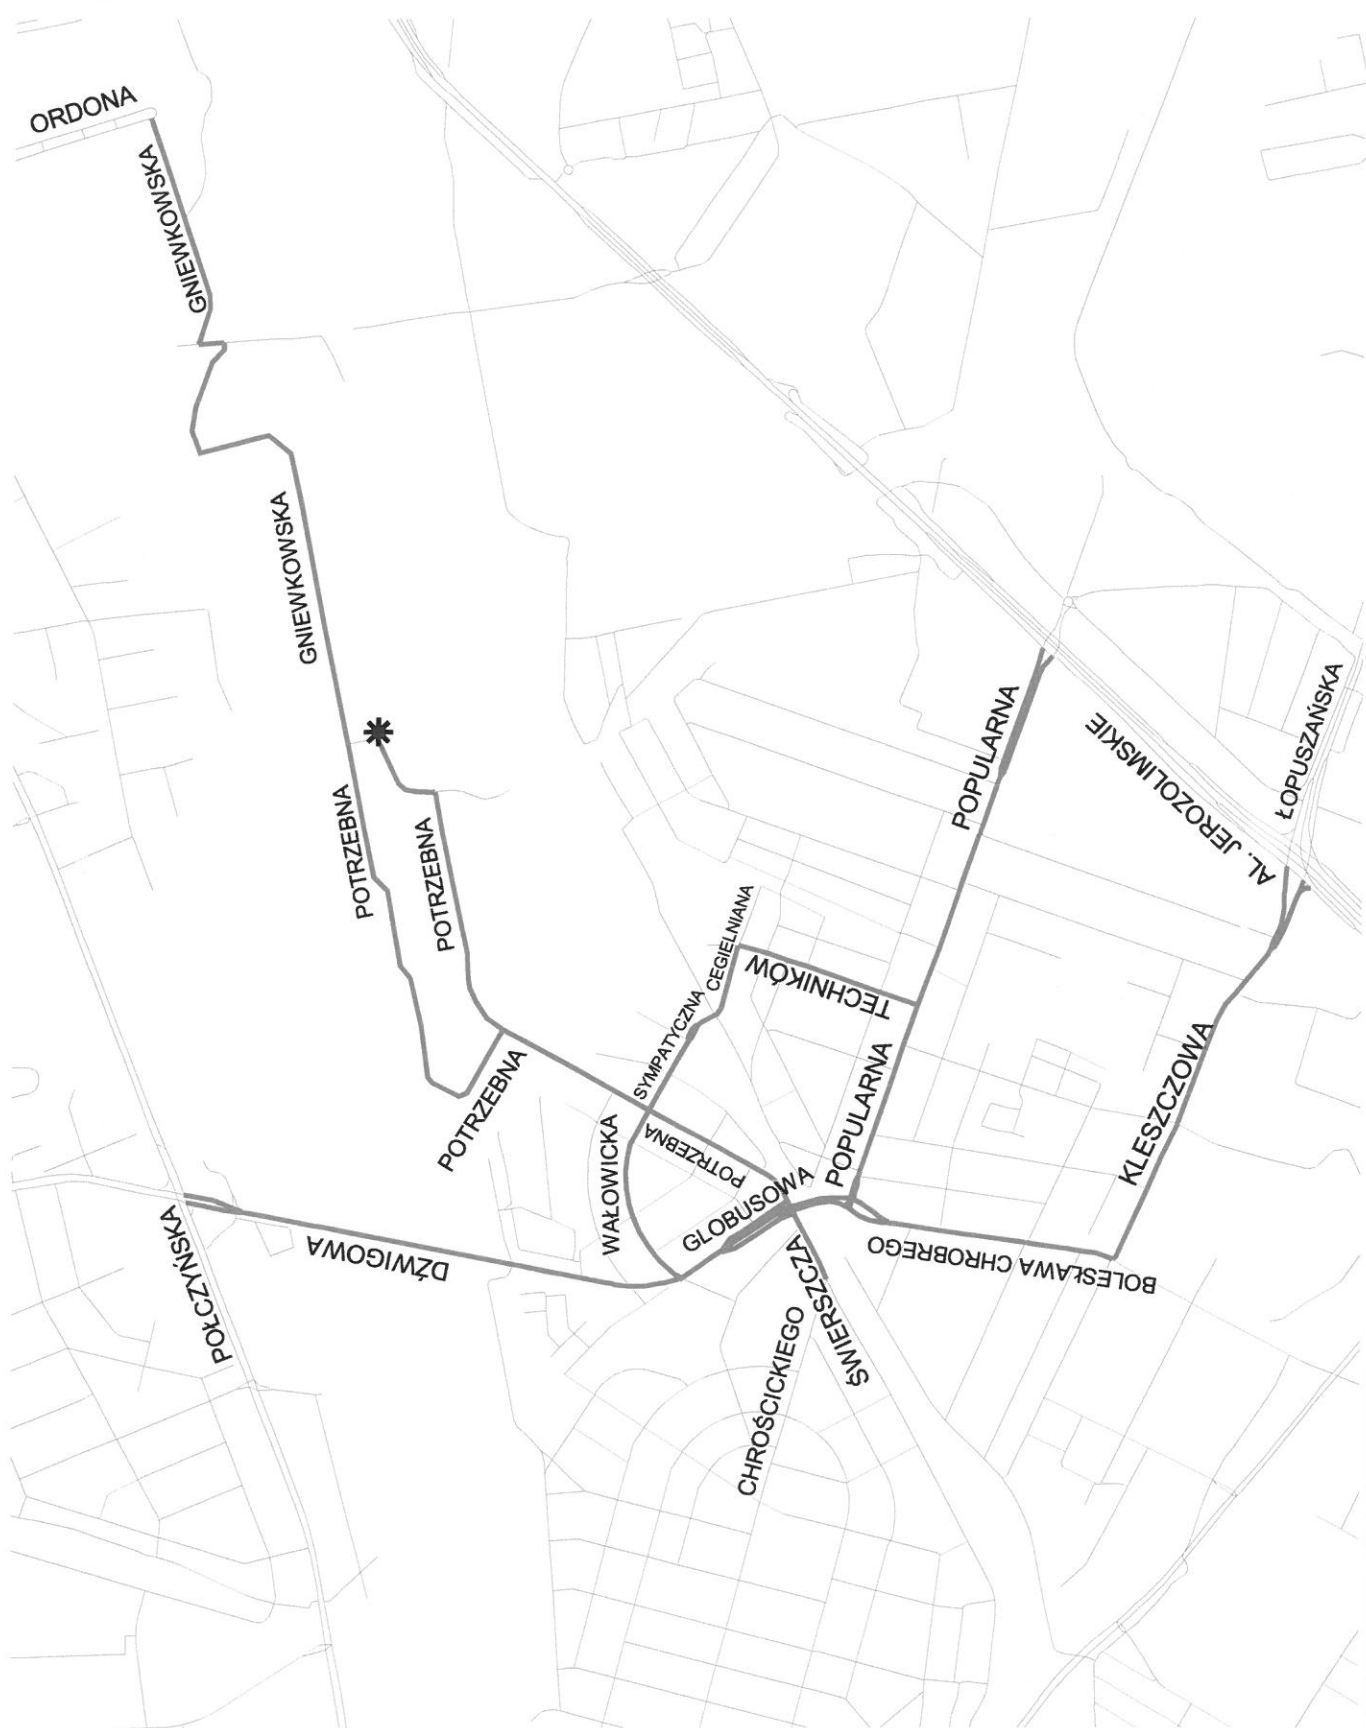 ORDONA
GNIEWKOWSKA
GNIEWKOWSKA
POTRZEBNA
POTRZEBNA
POTRZEBNA
POPULARNA
AL. JEROZOLIMSKIE
ŁOPUSZAŃSKA
CEGIELNIANA
TECHNIKÓW
SYMPATYCZNA
POTRZEBNA
WAŁOWICKA
POPULARNA
GLOBUSOWA
KLESZCZOWA
POŁCZYŃSKA
DŹWIGOWA
ŚWIERSZCZA
BOLESŁAWA CHROBREGO
CHROŚCICKIEGO